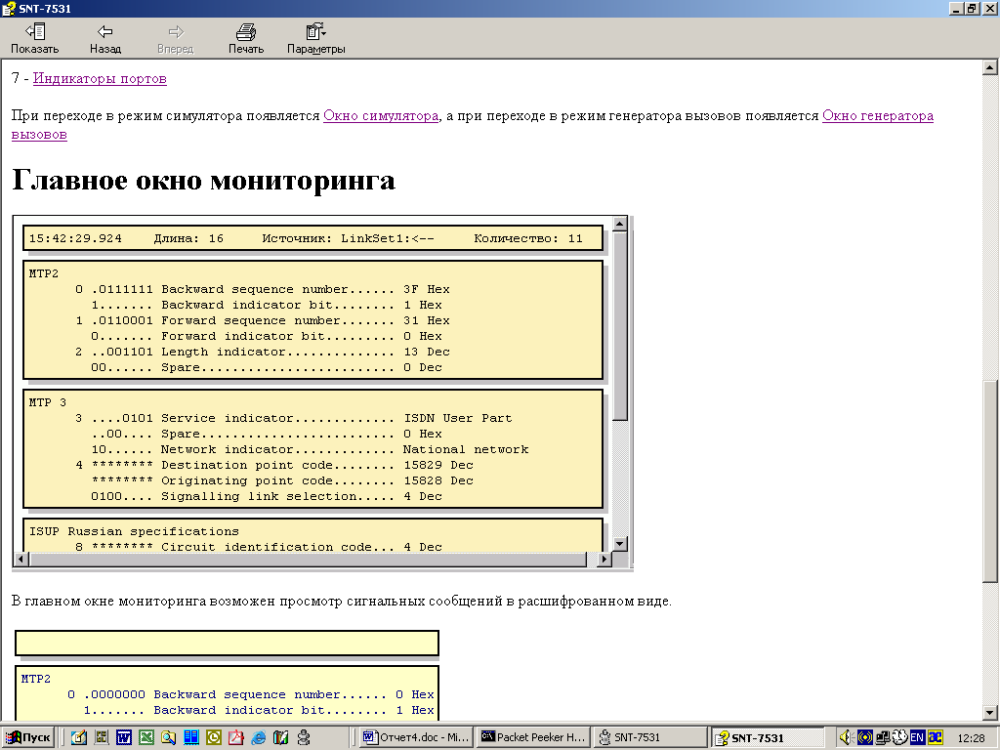 SNT-7531
Показать Назад Вперед Печать Параметры
7 - Индикаторы портов
При переходе в режим симулятора появляется Окно симулятора, а при переходе в режим генератора вызовов появляется Окно генератора
вызовов
Главное окно мониторинга
15:42:29.924 Длина: 16 Источник: LinkSet1:<-- Количество: 11
MTP2
0 .0111111 Backward sequence number...... 3F Hex
1....... Backward indicator bit........ 1 Hex
1 .0110001 Forward sequence number....... 31 Hex
0....... Forward indicator bit......... 0 Hex
2 ..001101 Length indicator.............. 13 Dec
00...... Spare......................... 0 Dec
MTP 3
3 ....0101 Service indicator............. ISDN User Part
..00.... Spare......................... 0 Hex
10...... Network indicator............. National network
4 ******** Destination point code........ 15829 Dec
******** Originating point code........ 15828 Dec
0100.... Signalling link selection..... 4 Dec
ISUP Russian specifications
8 ******** Circuit identification code... 4 Dec
В главном окне мониторинга возможен просмотр сигнальных сообщений в расшифрованном виде.
MTP2
0 .0000000 Backward sequence number...... 0 Hex
1....... Backward indicator bit........ 1 Hex
Пуск Отчет4.doc - Mi... Packet Peeker H... SNT-7531 SNT-7531 EN 12:28